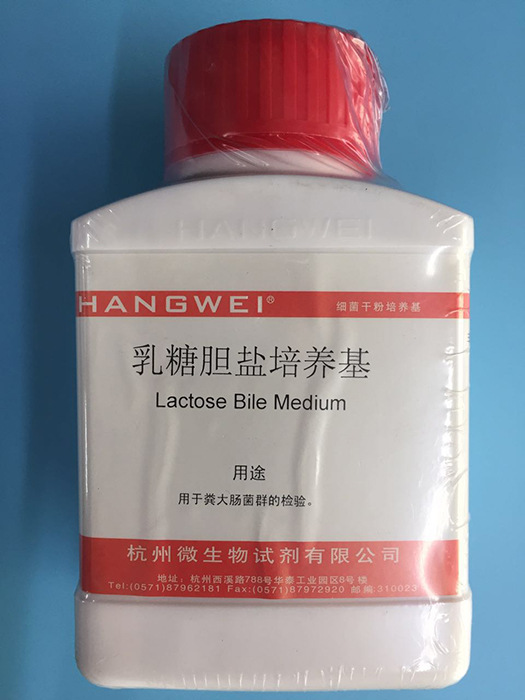 HANGWEI
HANGWEI® 细菌干粉培养基
乳糖胆盐培养基
Lactose Bile Medium
用途
用于粪大肠菌群的检验。
杭州微生物试剂有限公司
地址：杭州西溪路788号华泰工业园区8号楼
Tel:(0571)87962181 Fax:(0571)87972920 邮编:310023